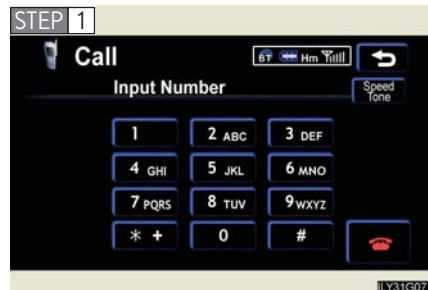 STEP 1
Call
BT Hm
Input Number
Speed
Tone
1 2 ABC 3 DEF
4 GHI 5 JKL 6 MNO
7 PQRS 8 TUV 9 WXYZ
* + 0 #
ILY31G07